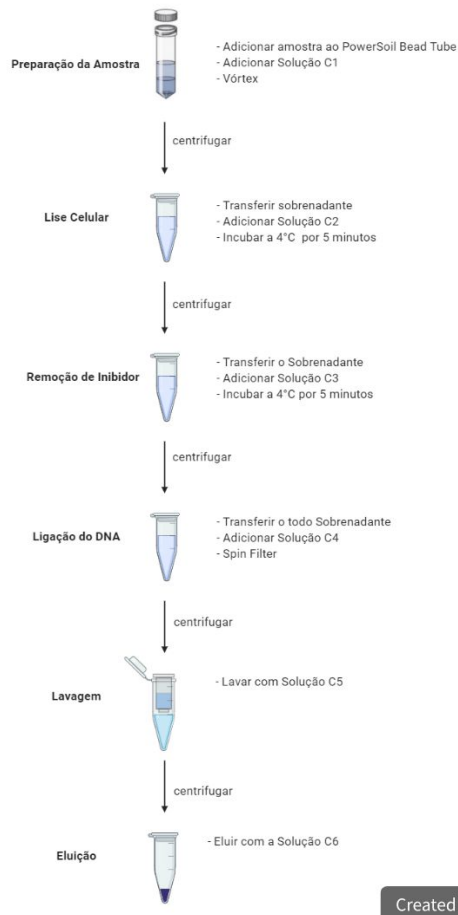 Preparação da Amostra
- Adicionar amostra ao PowerSoil Bead Tube
- Adicionar Solução C1
- Vórtex
centrifugar
Lise Celular
- Transferir sobrenadante
- Adicionar Solução C2
- Incubar a 4°C por 5 minutos
centrifugar
Remoção de Inibidor
- Transferir o Sobrenadante
- Adicionar Solução C3
- Incubar a 4°C por 5 minutos
centrifugar
Ligação do DNA
- Transferir o todo Sobrenadante
- Adicionar Solução C4
- Spin Filter
centrifugar
Lavagem
- Lavar com Solução C5
centrifugar
Eluição
- Eluir com a Solução C6
Created